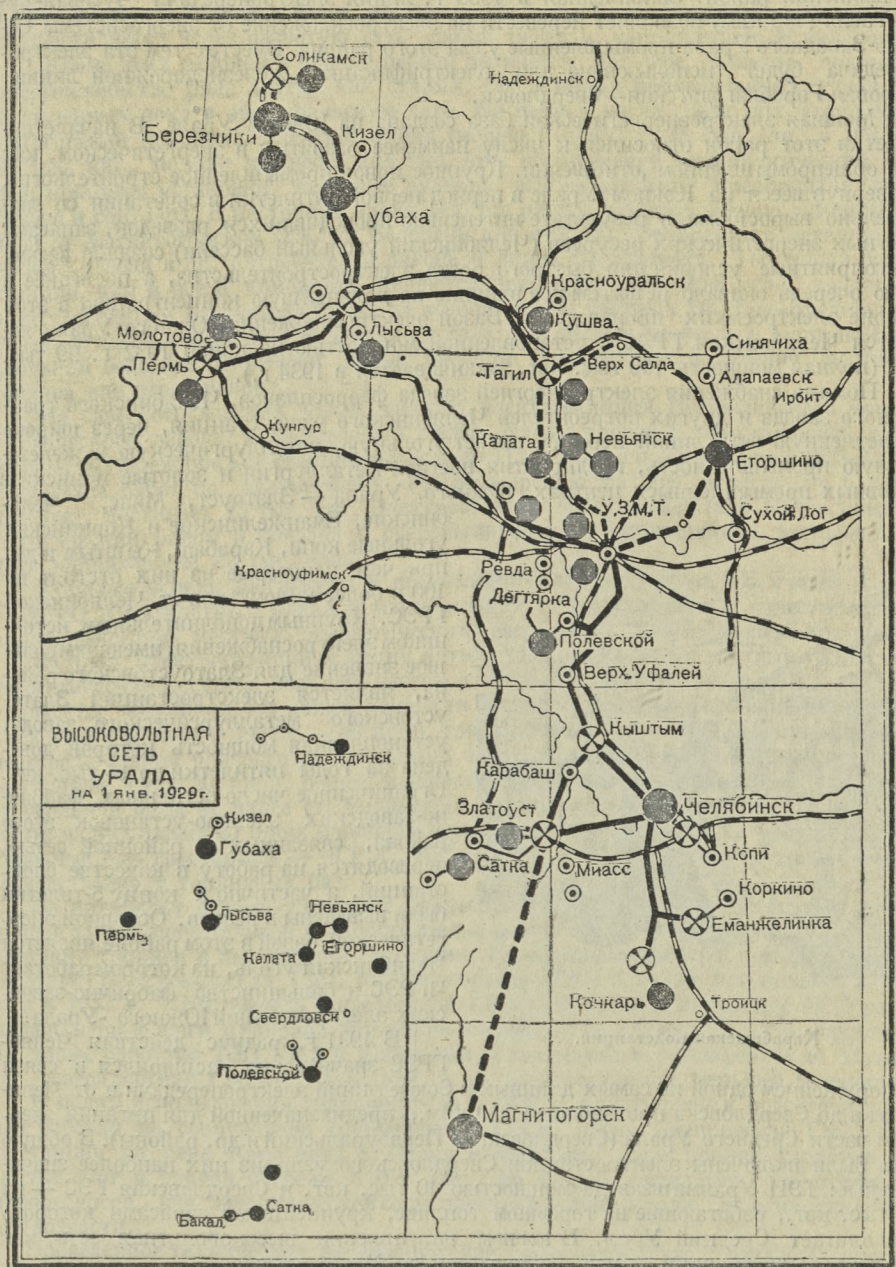 Соликамск
Надеждинск
Березники
Кизел
Губаха
Красноуральск
Кушва.
Молотово
Лысьва
Синячиха
Пермь
Тагил
Верх Салда
Алапаевск
Ирбит
Кунгур
Калата
Невьянск
Егоршино
У.З.М.Т.
Сухой Лог
Красноуфимск
Ревда
Дегтярка
Полевской
Верх. Уфалей
ВЫСОКОВОЛЬТНАЯ
СЕТЬ
УРАЛА
НА 1 ЯНВ. 1929г.
Надеждинск
Кыштым
Карабаш
Златоуст
Челябинск
Кизел
Губаха
Сатка
Миасс
Копи
Лысьва
Невьянск
Коркино
Пермь
Егоршино
Еманжелинка
Калата
Кочкарь
Троицк
Свердловск
Полевской
Магнитогорск
Бакал
Сатка